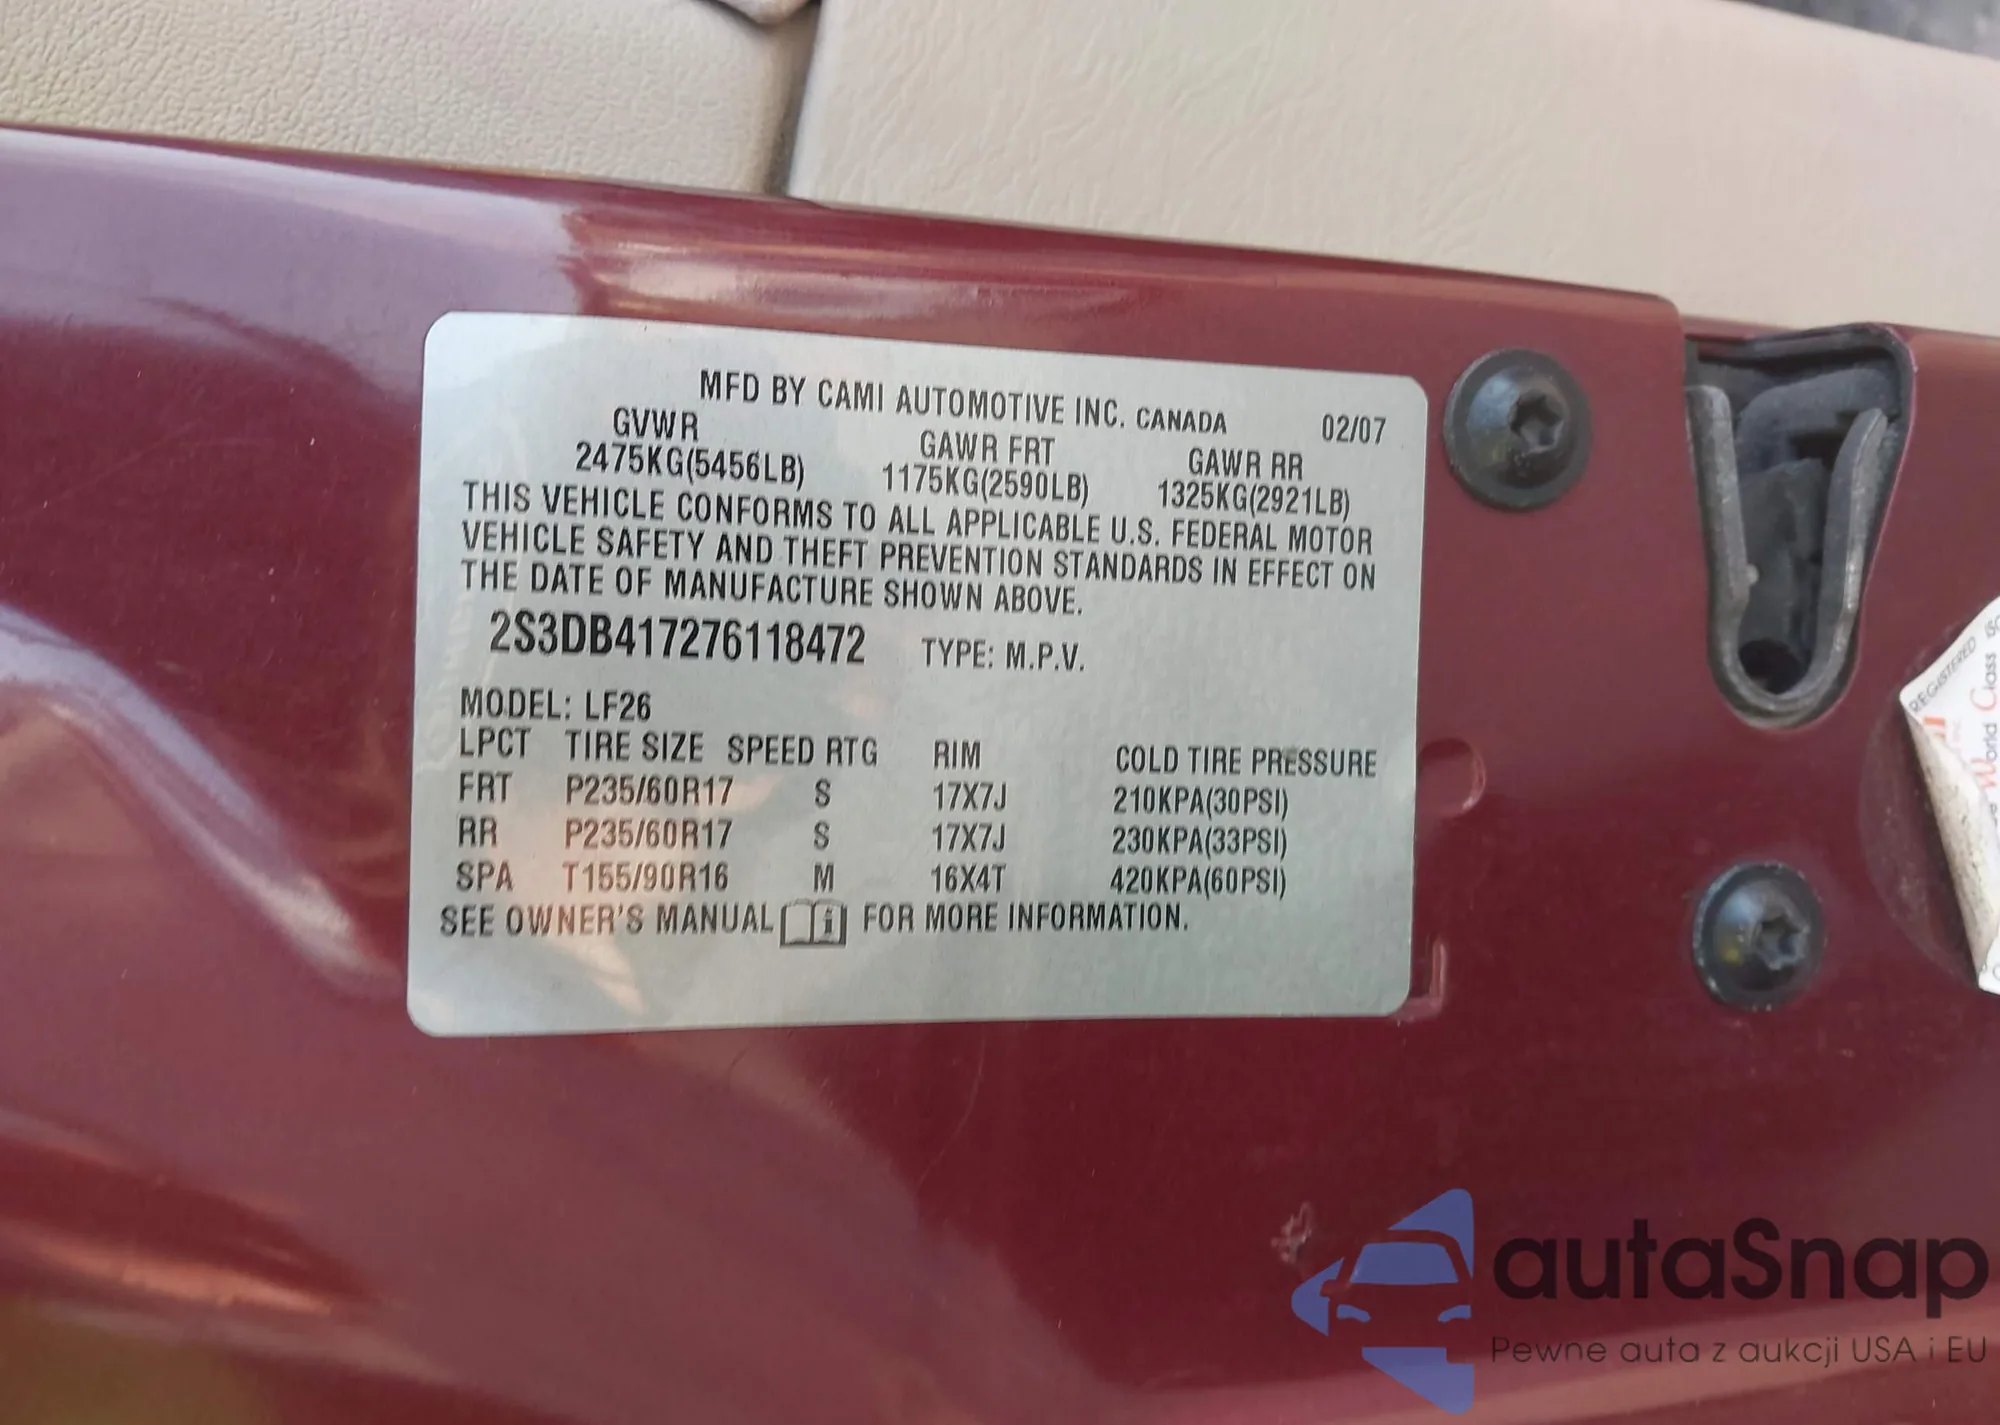 MFD BY CAMI AUTOMOTIVE INC. CANADA 02/07
GVWR GAWR FRT GAWR RR
2475KG(5456LB) 1175KG(2590LB) 1325KG(2921LB)
THIS VEHICLE CONFORMS TO ALL APPLICABLE U.S. FEDERAL MOTOR
VEHICLE SAFETY AND THEFT PREVENTION STANDARDS IN EFFECT ON
THE DATE OF MANUFACTURE SHOWN ABOVE.
2S3DB417276118472 TYPE: M.P.V.
MODEL: LF26
LPCT TIRE SIZE SPEED RTG RIM COLD TIRE PRESSURE
FRT P235/60R17 S 17X7J 210KPA(30PSI)
RR P235/60R17 S 17X7J 230KPA(33PSI)
SPA T155/90R16 M 16X4T 420KPA(60PSI)
SEE OWNER'S MANUAL i FOR MORE INFORMATION.
REGISTERED
World Class
autaSnap
Pewne auta z aukcji USA i EU